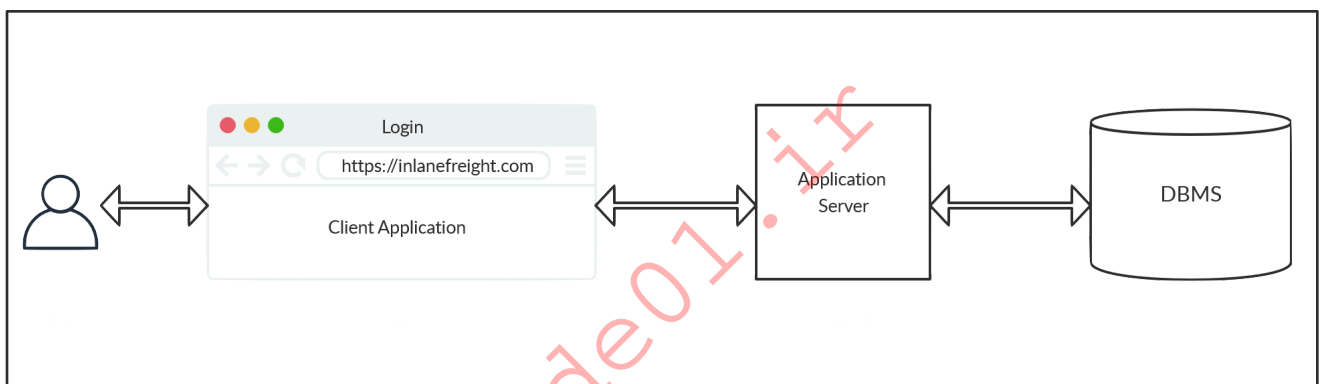 Login
https://inlanefreight.com
Client Application
Application
Server
DBMS
de01.ir